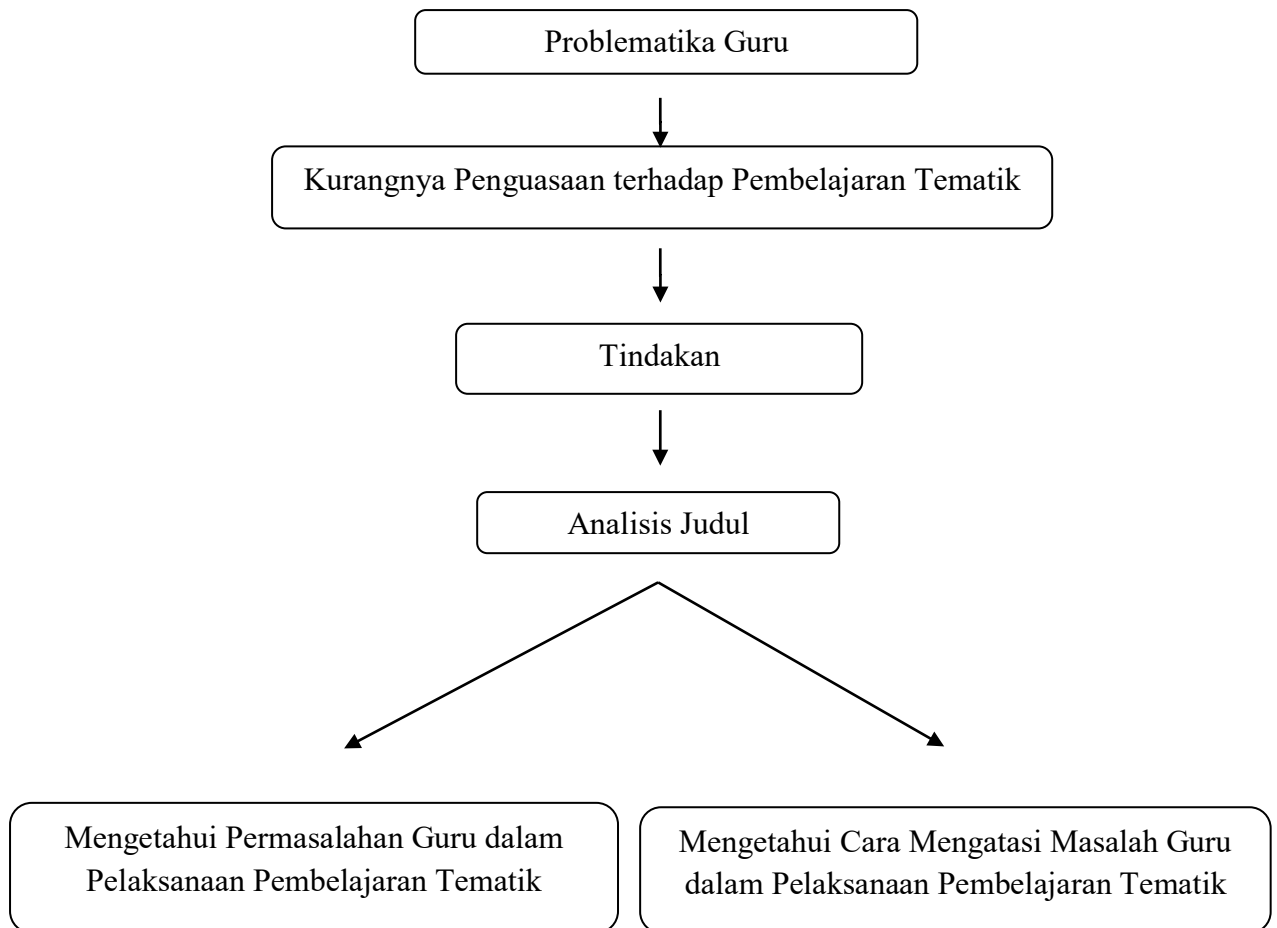 Problematika Guru
Kurangnya Penguasaan terhadap Pembelajaran Tematik
Tindakan
Analisis Judul
Mengetahui Permasalahan Guru dalam
Pelaksanaan Pembelajaran Tematik
Mengetahui Cara Mengatasi Masalah Guru
dalam Pelaksanaan Pembelajaran Tematik